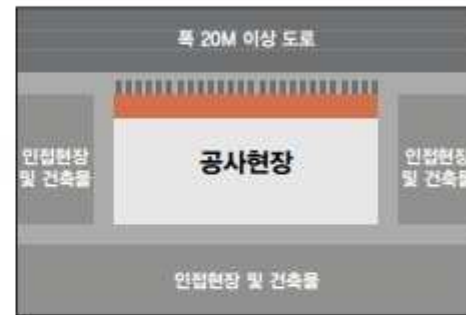 폭 20M 이상 도로
인접현장
및 건축물
공사현장
인접현장
및 건축물
인접현장 및 건축물